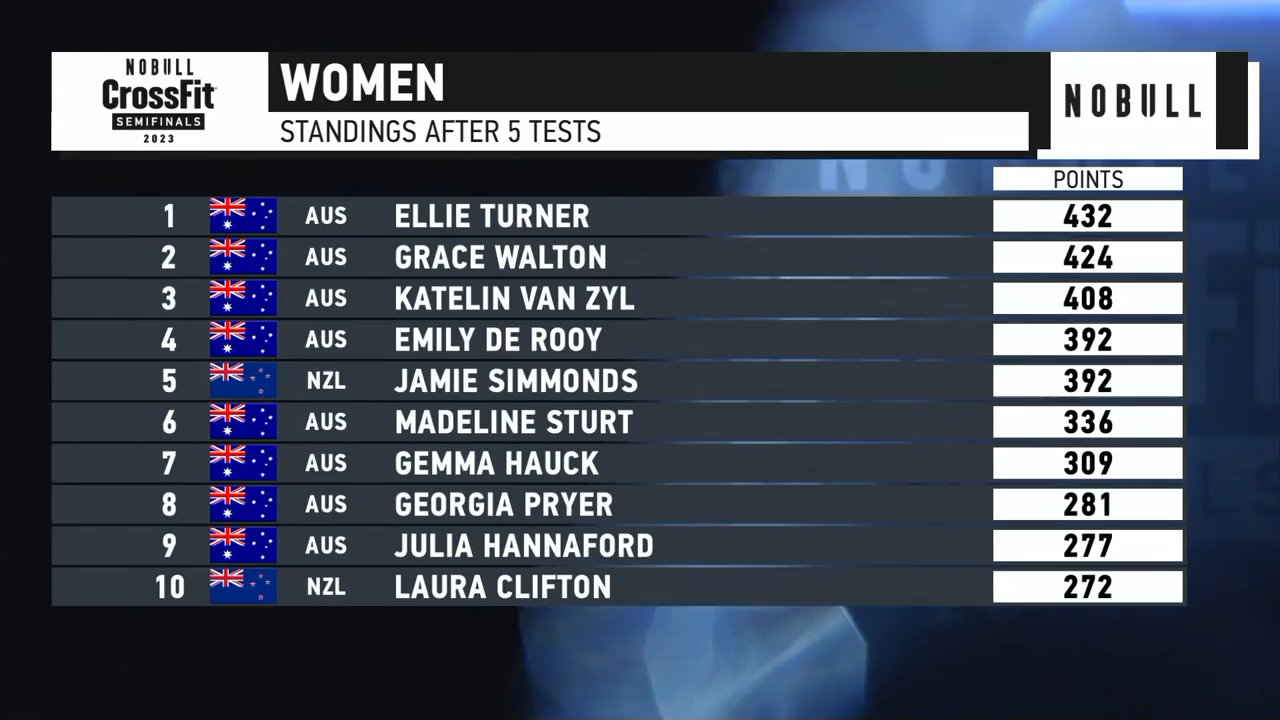 NOBULL
CrossFit
SEMIFINALS
2023
WOMEN
STANDINGS AFTER 5 TESTS
NOBULL
POINTS
1 AUS ELLIE TURNER 432
2 AUS GRACE WALTON 424
3 AUS KATELIN VAN ZYL 408
4 AUS EMILY DE ROOY 392
5 NZL JAMIE SIMMONDS 392
6 AUS MADELINE STURT 336
7 AUS GEMMA HAUCK 309
8 AUS GEORGIA PRYER 281
9 AUS JULIA HANNAFORD 277
10 NZL LAURA CLIFTON 272